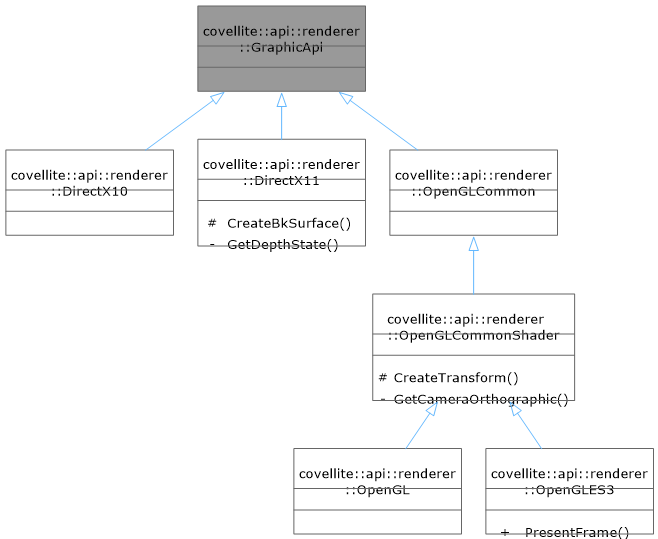 covellite::api::renderer
::GraphicApi
covellite::api::renderer
::DirectX10
covellite::api::renderer
::DirectX11
# CreateBkSurface()
- GetDepthState()
covellite::api::renderer
::OpenGLCommon
covellite::api::renderer
::OpenGLCommonShader
# CreateTransform()
- GetCameraOrthographic()
covellite::api::renderer
::OpenGL
covellite::api::renderer
::OpenGLES3
+ PresentFrame()